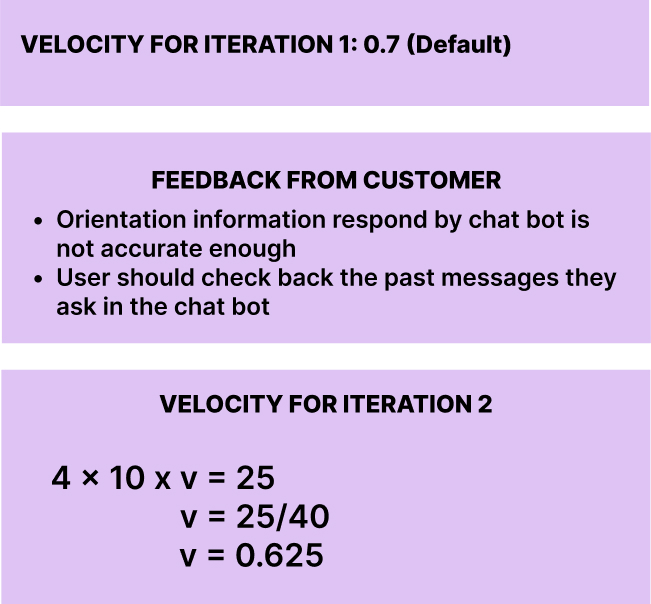 VELOCITY FOR ITERATION 1: 0.7 (Default)
FEEDBACK FROM CUSTOMER
• Orientation information respond by chat bot is
not accurate enough
• User should check back the past messages they
ask in the chat bot
VELOCITY FOR ITERATION 2
4 × 10 x v = 25
v = 25/40
v = 0.625